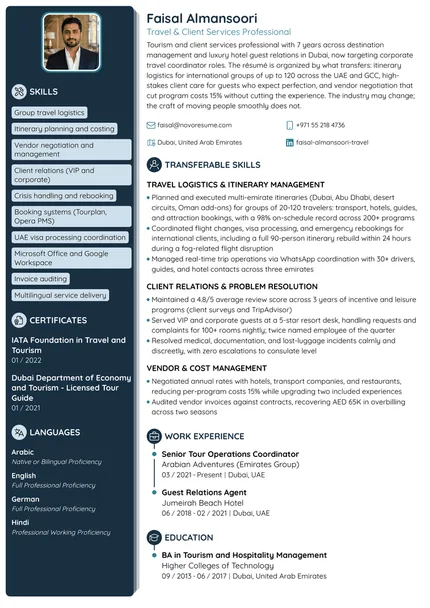 Faisal Almansoori
Travel & Client Services Professional
Tourism and client services professional with 7 years across destination
management and luxury hotel guest relations in Dubai, now targeting corporate
travel coordinator roles. The résumé is organized by what transfers: itinerary
logistics for international groups of up to 120 across the UAE and GCC, high-
stakes client care for guests who expect perfection, and vendor negotiation that
cut program costs 15% without cutting the experience. The industry may change;
the craft of moving people smoothly does not.
faisal@novoresume.com
+971 55 218 4736
Dubai, United Arab Emirates
faisal-almansoori-travel
SKILLS
Group travel logistics
Itinerary planning and costing
Vendor negotiation and
management
Client relations (VIP and
corporate)
Crisis handling and rebooking
Booking systems (Tourplan,
Opera PMS)
UAE visa processing coordination
Microsoft Office and Google
Workspace
Invoice auditing
Multilingual service delivery
CERTIFICATES
IATA Foundation in Travel and
Tourism
01 / 2022
Dubai Department of Economy
and Tourism - Licensed Tour
Guide
01 / 2021
LANGUAGES
Arabic
Native or Bilingual Proficiency
English
Full Professional Proficiency
German
Full Professional Proficiency
Hindi
Professional Working Proficiency
TRANSFERABLE SKILLS
TRAVEL LOGISTICS & ITINERARY MANAGEMENT
Planned and executed multi-emirate itineraries (Dubai, Abu Dhabi, desert
circuits, Oman add-ons) for groups of 20-120 travelers: transport, hotels, guides,
and attraction bookings, with a 98% on-schedule record across 200+ programs
Coordinated flight changes, visa processing, and emergency rebookings for
international clients, including a full 90-person itinerary rebuild within 24 hours
during a fog-related flight disruption
Managed real-time trip operations via WhatsApp coordination with 30+ drivers,
guides, and hotel contacts across three emirates
CLIENT RELATIONS & PROBLEM RESOLUTION
Maintained a 4.8/5 average review score across 3 years of incentive and leisure
programs (client surveys and TripAdvisor)
Served VIP and corporate guests at a 5-star resort desk, handling requests and
complaints for 100+ rooms nightly; twice named employee of the quarter
Resolved medical, documentation, and lost-luggage incidents calmly and
discreetly, with zero escalations to consulate level
VENDOR & COST MANAGEMENT
Negotiated annual rates with hotels, transport companies, and restaurants,
reducing per-program costs 15% while upgrading two included experiences
Audited vendor invoices against contracts, recovering AED 65K in overbilling
across two seasons
WORK EXPERIENCE
Senior Tour Operations Coordinator
Arabian Adventures (Emirates Group)
03 / 2021 - Present | Dubai, UAE
Guest Relations Agent
Jumeirah Beach Hotel
06 / 2018 - 02 / 2021 | Dubai, UAE
EDUCATION
BA in Tourism and Hospitality Management
Higher Colleges of Technology
09 / 2013 - 06 / 2017 | Dubai, United Arab Emirates